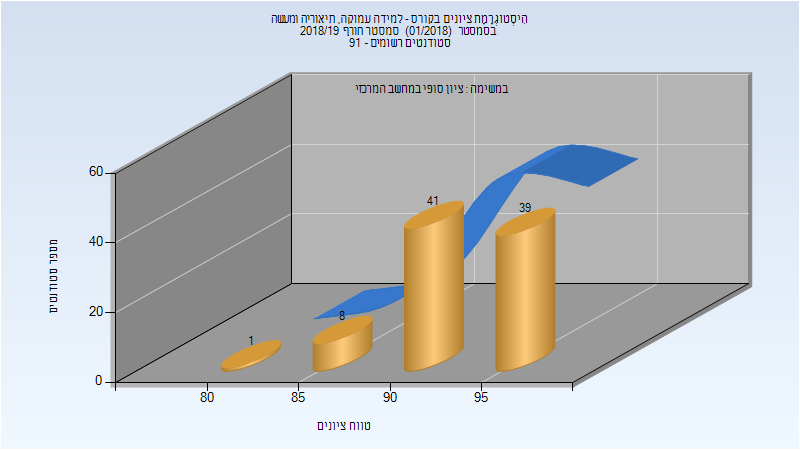 היסטוגרמת ציונים בקורס - למידה עמוקה, תיאוריה ומעשה
בסמסטר (01/2018) סמסטר חורף 2018/19
סטודנטים רשומים - 91
במשימה : ציון סופי במחשב המרכזי
60
40
20
0
מספר סטודנטים
1
8
41
39
80
85
90
95
טווח ציונים